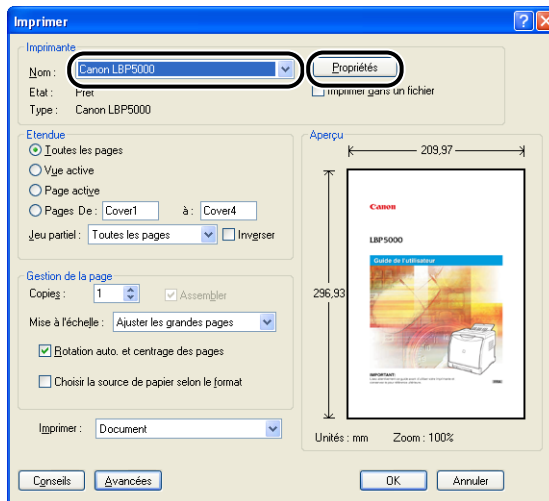 Imprimer
Imprimante
Nom : Canon LBP5000 Propriétés
Etat : Prêt Imprimer dans un fichier
Type : Canon LBP5000
Etendue
Toutes les pages
Vue active
Page active
Pages De : Cover1 à : Cover4
Jeu partiel : Toutes les pages Inverser
Gestion de la page
Copies : 1 Assembler
Mise à l'échelle : Ajuster les grandes pages
Rotation auto. et centrage des pages
Choisir la source de papier selon le format
Imprimer : Document
Aperçu
209,97
296,93
Canon
LBP5000
Guide de l'utilisateur
IMPORTANT:
Unités : mm Zoom : 100%
Conseils Avancées OK Annuler